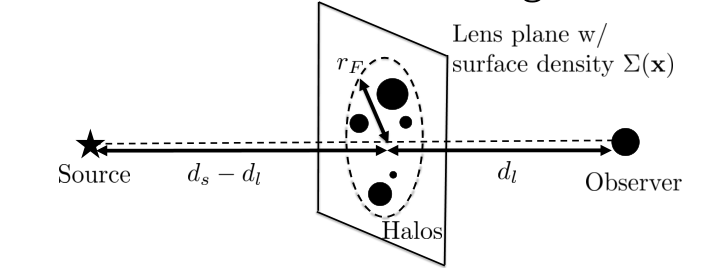 Lens plane w/
surface density Σ(𝐱)
r_F
Source
d_s − d_l
d_l
Observer
Halos